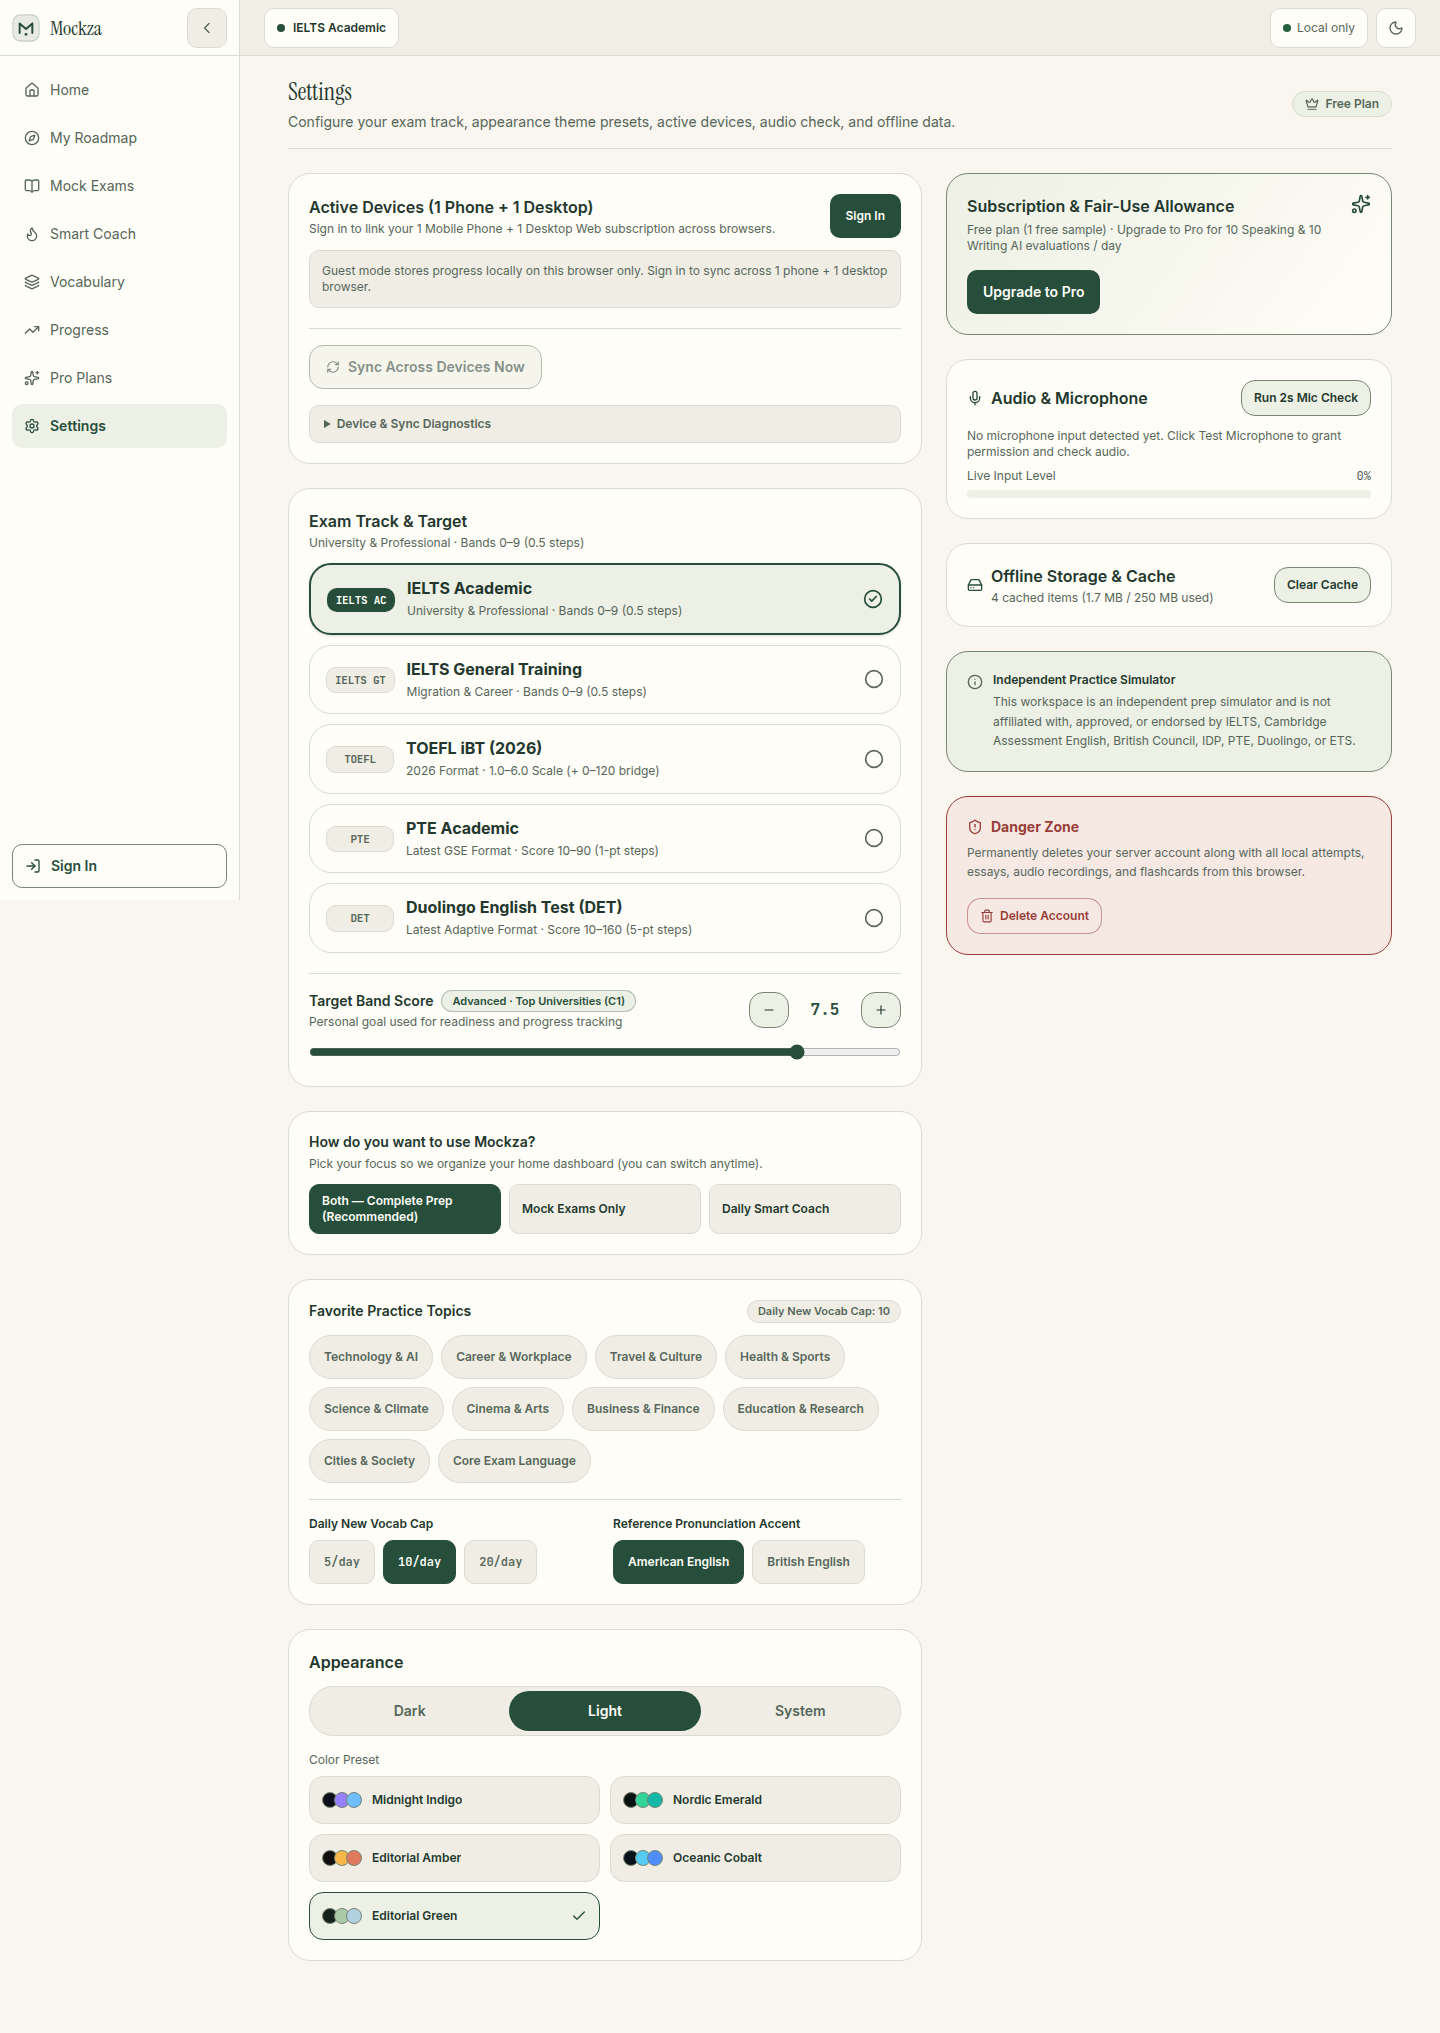 Mockza
IELTS Academic
Local only
Home
My Roadmap
Mock Exams
Smart Coach
Vocabulary
Progress
Pro Plans
Settings
Sign In
Settings
Configure your exam track, appearance theme presets, active devices, audio check, and offline data.
Free Plan
Active Devices (1 Phone + 1 Desktop)
Sign in to link your 1 Mobile Phone + 1 Desktop Web subscription across browsers.
Sign In
Guest mode stores progress locally on this browser only. Sign in to sync across 1 phone + 1 desktop
browser.
Sync Across Devices Now
Device & Sync Diagnostics
Exam Track & Target
University & Professional · Bands 0–9 (0.5 steps)
IELTS AC
IELTS Academic
University & Professional · Bands 0–9 (0.5 steps)
IELTS GT
IELTS General Training
Migration & Career · Bands 0–9 (0.5 steps)
TOEFL
TOEFL iBT (2026)
2026 Format · 1.0–6.0 Scale (+ 0–120 bridge)
PTE
PTE Academic
Latest GSE Format · Score 10–90 (1-pt steps)
DET
Duolingo English Test (DET)
Latest Adaptive Format · Score 10–160 (5-pt steps)
Target Band Score
Advanced · Top Universities (C1)
Personal goal used for readiness and progress tracking
7.5
How do you want to use Mockza?
Pick your focus so we organize your home dashboard (you can switch anytime).
Both — Complete Prep
(Recommended)
Mock Exams Only
Daily Smart Coach
Favorite Practice Topics
Daily New Vocab Cap: 10
Technology & AI
Career & Workplace
Travel & Culture
Health & Sports
Science & Climate
Cinema & Arts
Business & Finance
Education & Research
Cities & Society
Core Exam Language
Daily New Vocab Cap
5/day
10/day
20/day
Reference Pronunciation Accent
American English
British English
Appearance
Dark
Light
System
Color Preset
Midnight Indigo
Nordic Emerald
Editorial Amber
Oceanic Cobalt
Editorial Green
Subscription & Fair-Use Allowance
Free plan (1 free sample) · Upgrade to Pro for 10 Speaking & 10
Writing AI evaluations / day
Upgrade to Pro
Audio & Microphone
Run 2s Mic Check
No microphone input detected yet. Click Test Microphone to grant
permission and check audio.
Live Input Level
0%
Offline Storage & Cache
4 cached items (1.7 MB / 250 MB used)
Clear Cache
Independent Practice Simulator
This workspace is an independent prep simulator and is not
affiliated with, approved, or endorsed by IELTS, Cambridge
Assessment English, British Council, IDP, PTE, Duolingo, or ETS.
Danger Zone
Permanently deletes your server account along with all local attempts,
essays, audio recordings, and flashcards from this browser.
Delete Account